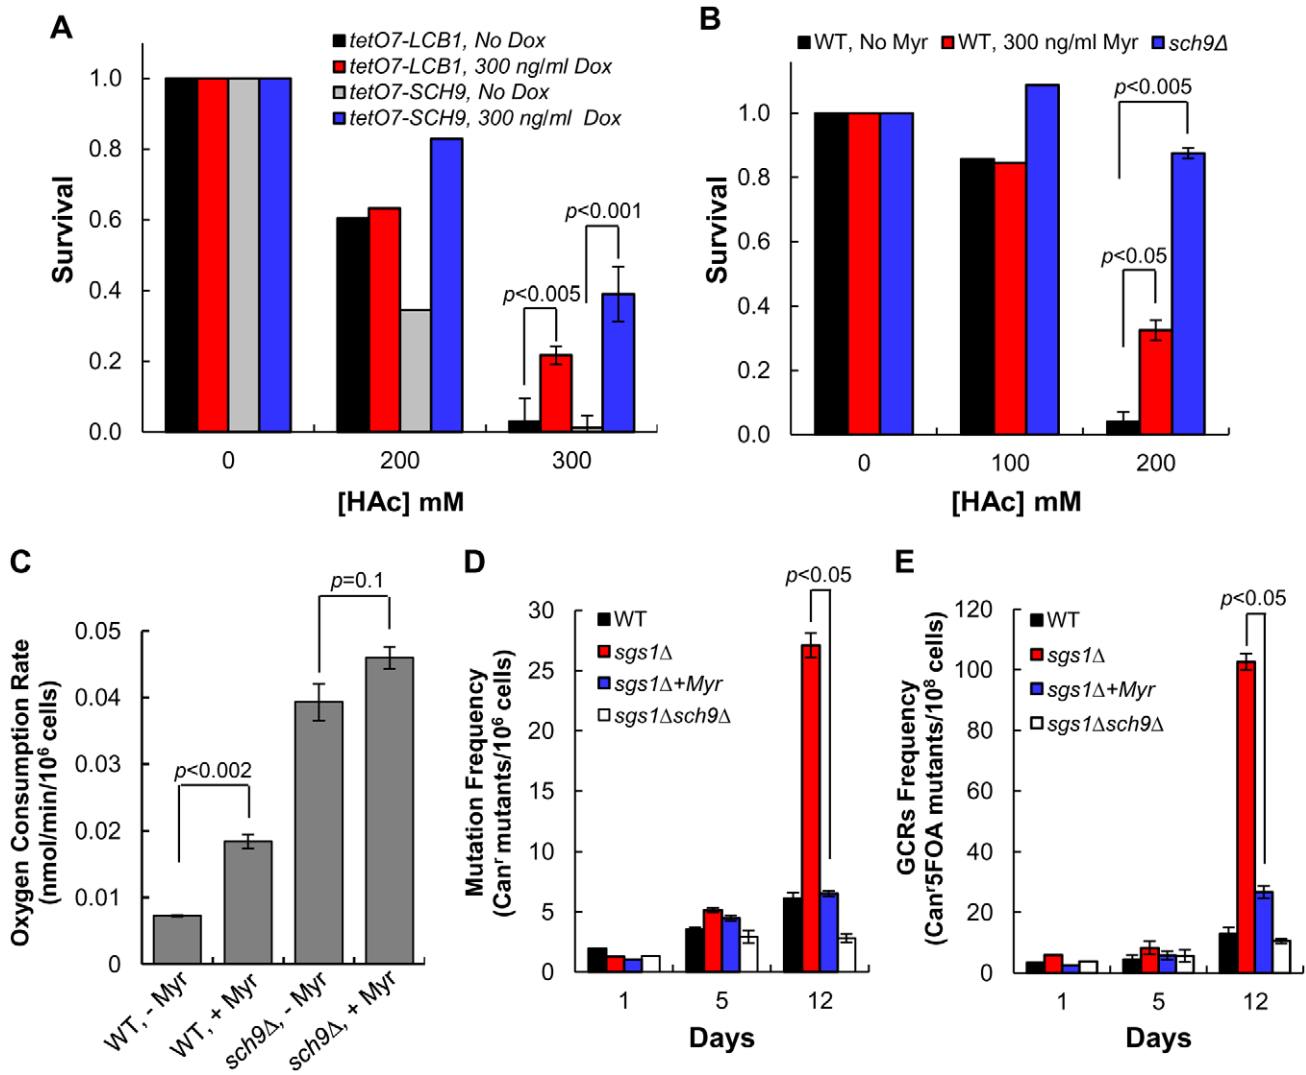 A
tetO7-LCB1, No Dox
tetO7-LCB1, 300 ng/ml Dox
tetO7-SCH9, No Dox
tetO7-SCH9, 300 ng/ml Dox
Survival
1.0
0.8
0.6
0.4
0.2
0.0
p<0.005
p<0.001
0
200
300
[HAc] mM
B
WT, No Myr
WT, 300 ng/ml Myr
sch9Δ
Survival
1.0
0.8
0.6
0.4
0.2
0.0
p<0.005
p<0.05
0
100
200
[HAc] mM
C
Oxygen Consumption Rate
(nmol/min/10⁶ cells)
0.05
0.04
0.03
0.02
0.01
0
p<0.002
p=0.1
WT, - Myr
WT, + Myr
sch9Δ, - Myr
sch9Δ, + Myr
D
Mutation Frequency
(Canʳ mutants/10⁶ cells)
30
25
20
15
10
5
0
WT
sgs1Δ
sgs1Δ+Myr
sgs1Δsch9Δ
p<0.05
1
5
12
Days
E
GCRs Frequency
(Canʳ5FOA mutants/10⁸ cells)
120
100
80
60
40
20
0
WT
sgs1Δ
sgs1Δ+Myr
sgs1Δsch9Δ
p<0.05
1
5
12
Days